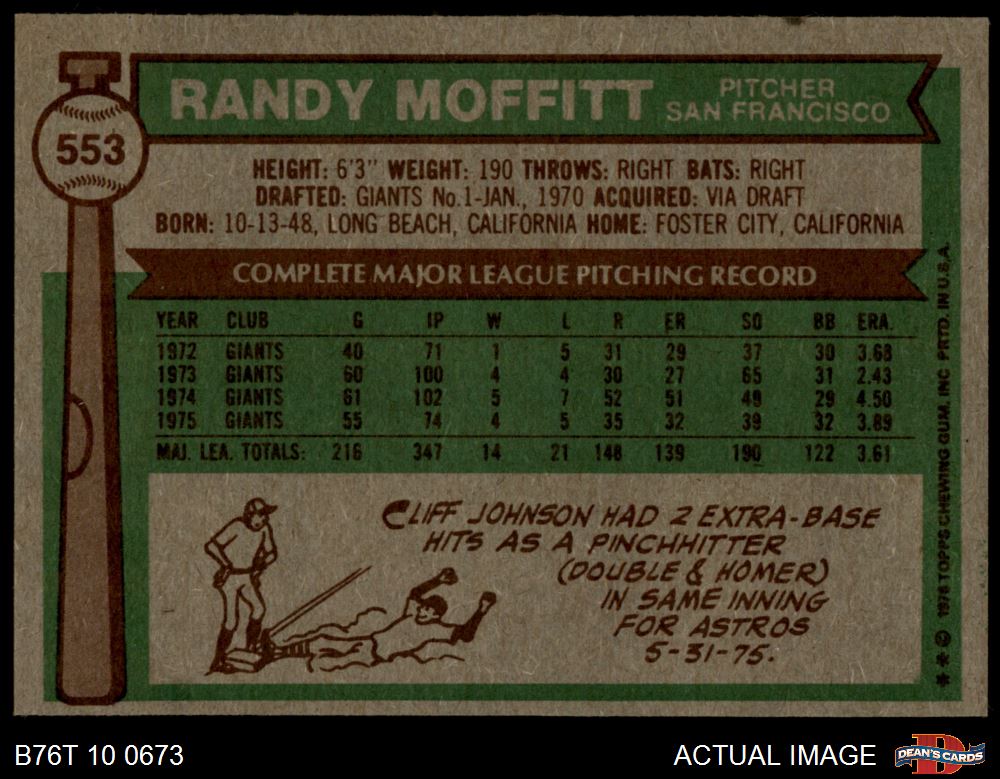 553
RANDY MOFFITT
PITCHER
SAN FRANCISCO
HEIGHT: 6'3" WEIGHT: 190 THROWS: RIGHT BATS: RIGHT
DRAFTED: GIANTS No.1-JAN., 1970 ACQUIRED: VIA DRAFT
BORN: 10-13-48, LONG BEACH, CALIFORNIA HOME: FOSTER CITY, CALIFORNIA
COMPLETE MAJOR LEAGUE PITCHING RECORD
YEAR CLUB G IP W L R ER SO BB ERA.
1972 GIANTS 40 71 1 5 31 29 37 30 3.68
1973 GIANTS 60 100 4 4 30 27 65 31 2.43
1974 GIANTS 61 102 5 7 52 51 49 29 4.50
1975 GIANTS 55 74 4 5 35 32 39 32 3.89
MAJ. LEA. TOTALS: 216 347 14 21 148 139 190 122 3.61
CLIFF JOHNSON HAD 2 EXTRA-BASE
HITS AS A PINCHHITTER
(DOUBLE & HOMER)
IN SAME INNING
FOR ASTROS
5-31-75.
** © 1976 TOPPS CHEWING GUM, INC PRTD. IN U.S.A.
B76T 10 0673
ACTUAL IMAGE
DEAN'S CARDS